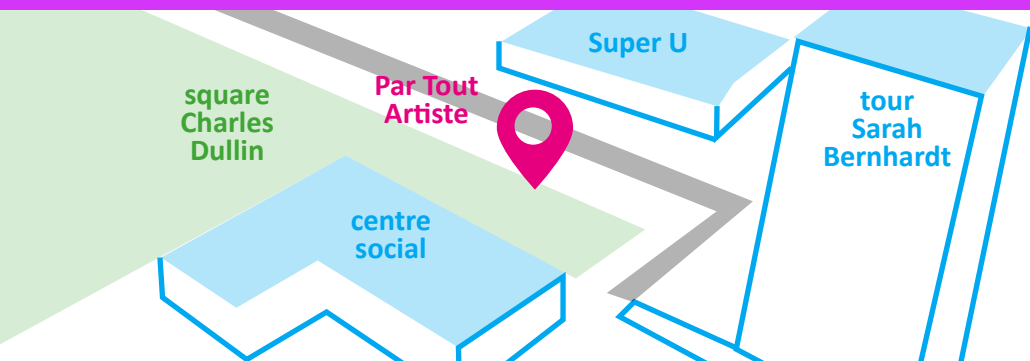 Super U
Par Tout
Artiste
square
Charles
Dullin
tour
Sarah
Bernhardt
centre
social